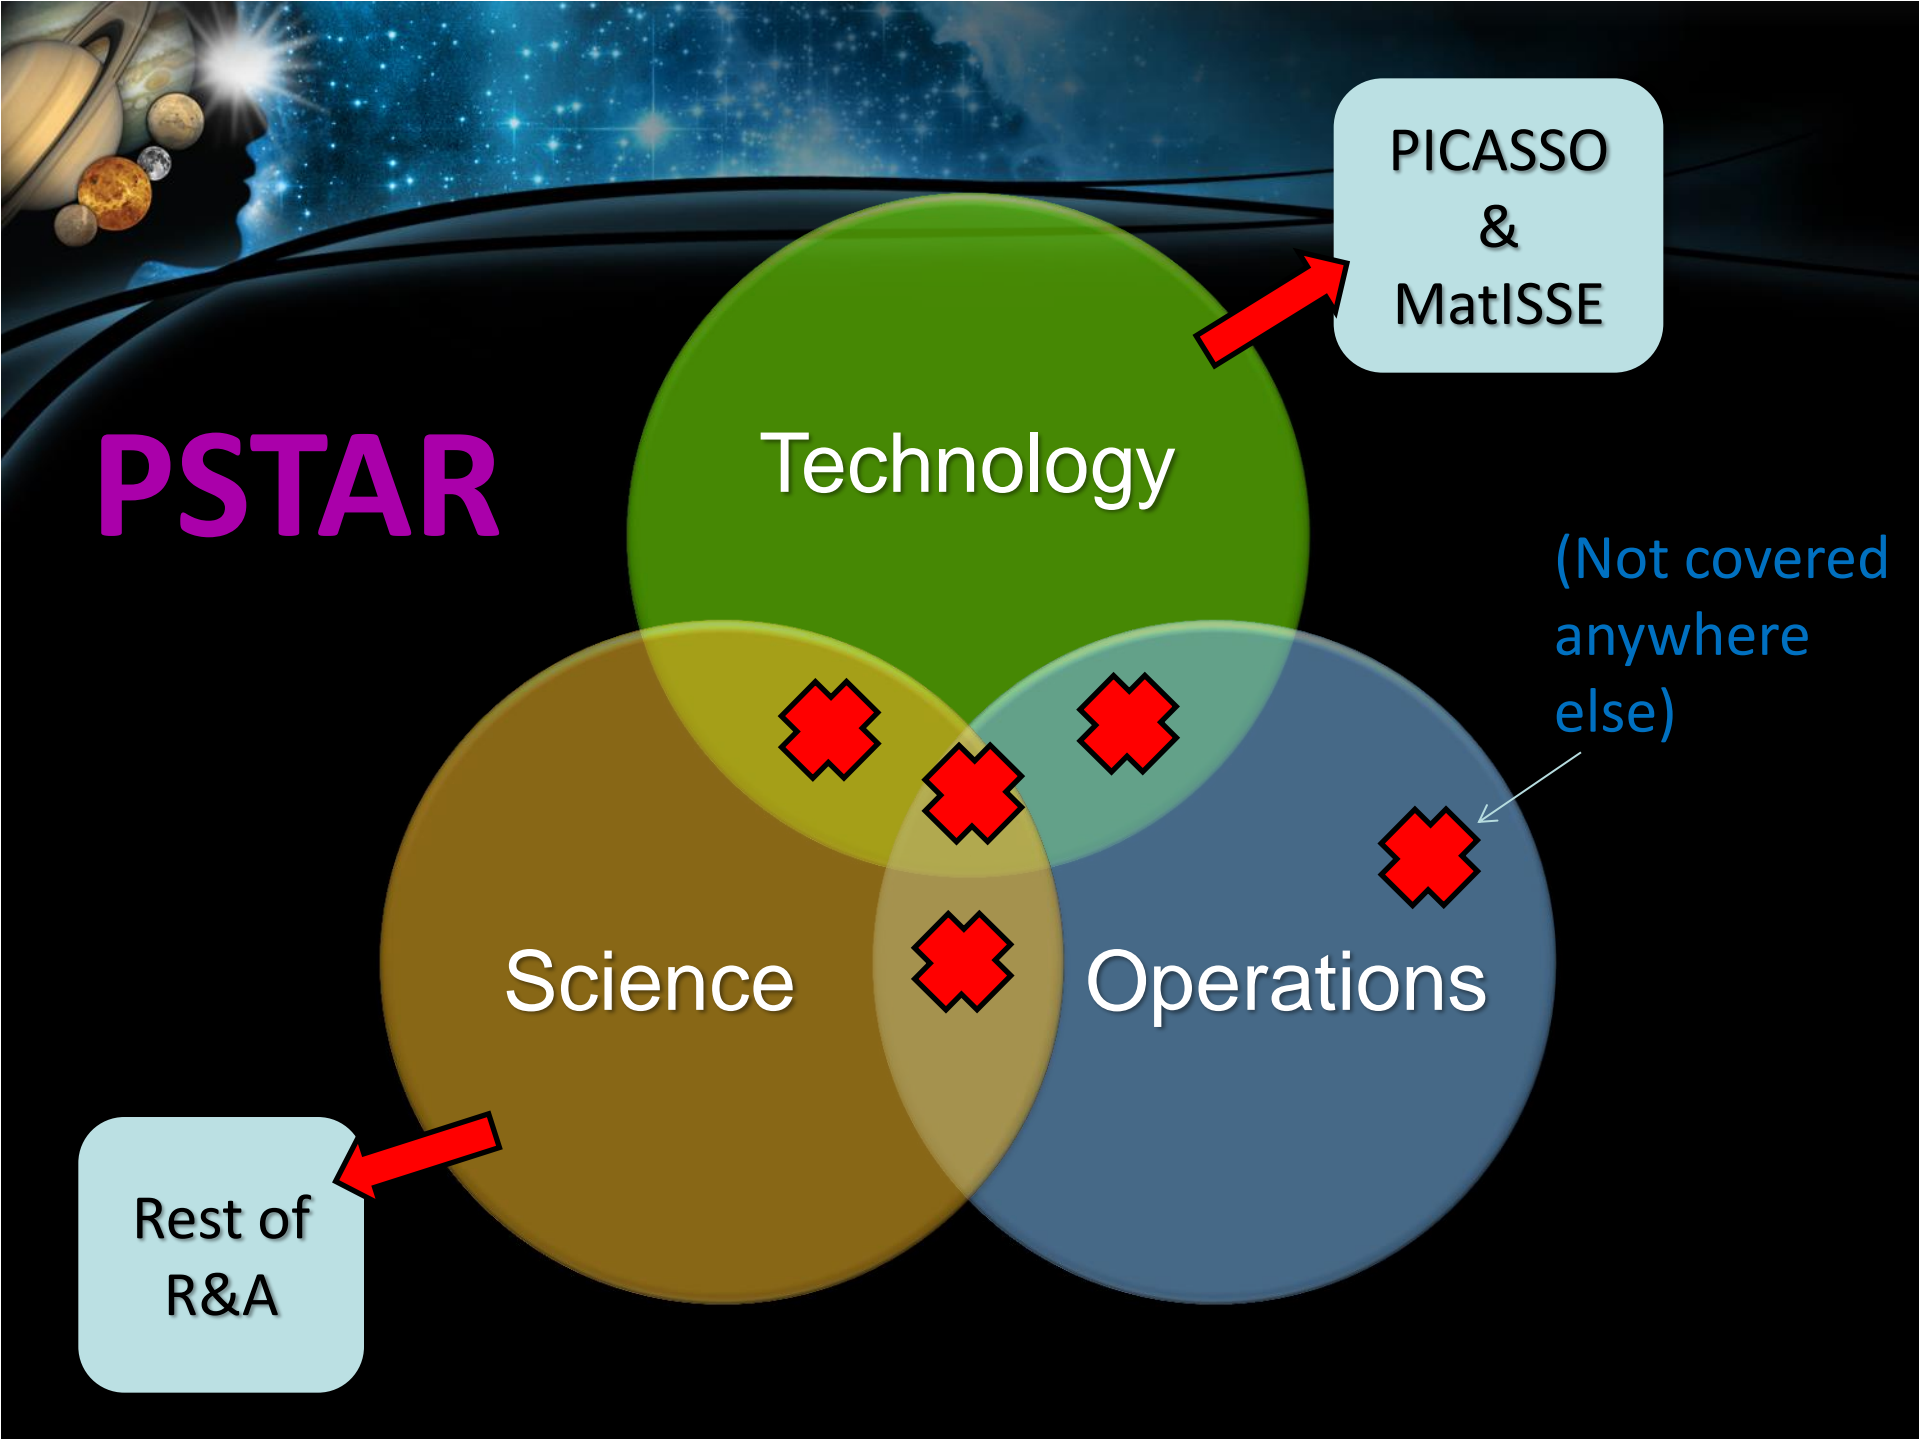 PICASSO
&
MatISSE
PSTAR
Technology
(Not covered
anywhere
else)
Science
Operations
Rest of
R&A